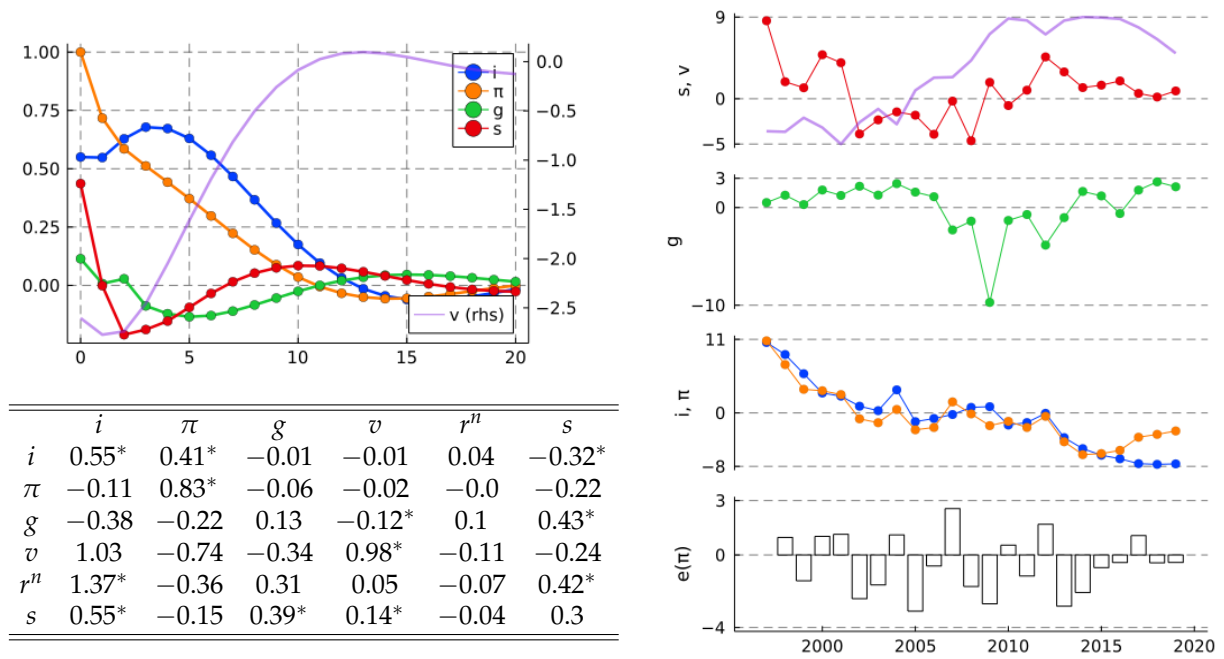 1.00
0.75
0.50
0.25
0.00
0 5 10 15 20
0.0
−0.5
−1.0
−1.5
−2.0
−2.5
i
π
g
s
v (rhs)
i π g v rⁿ s
i 0.55* 0.41* −0.01 −0.01 0.04 −0.32*
π −0.11 0.83* −0.06 −0.02 −0.0 −0.22
g −0.38 −0.22 0.13 −0.12* 0.1 0.43*
v 1.03 −0.74 −0.34 0.98* −0.11 −0.24
rⁿ 1.37* −0.36 0.31 0.05 −0.07 0.42*
s 0.55* −0.15 0.39* 0.14* −0.04 0.3
s, v
9
0
−5
g
3
0
−10
i, π
11
0
−8
e(π)
3
0
−4
2000 2005 2010 2015 2020